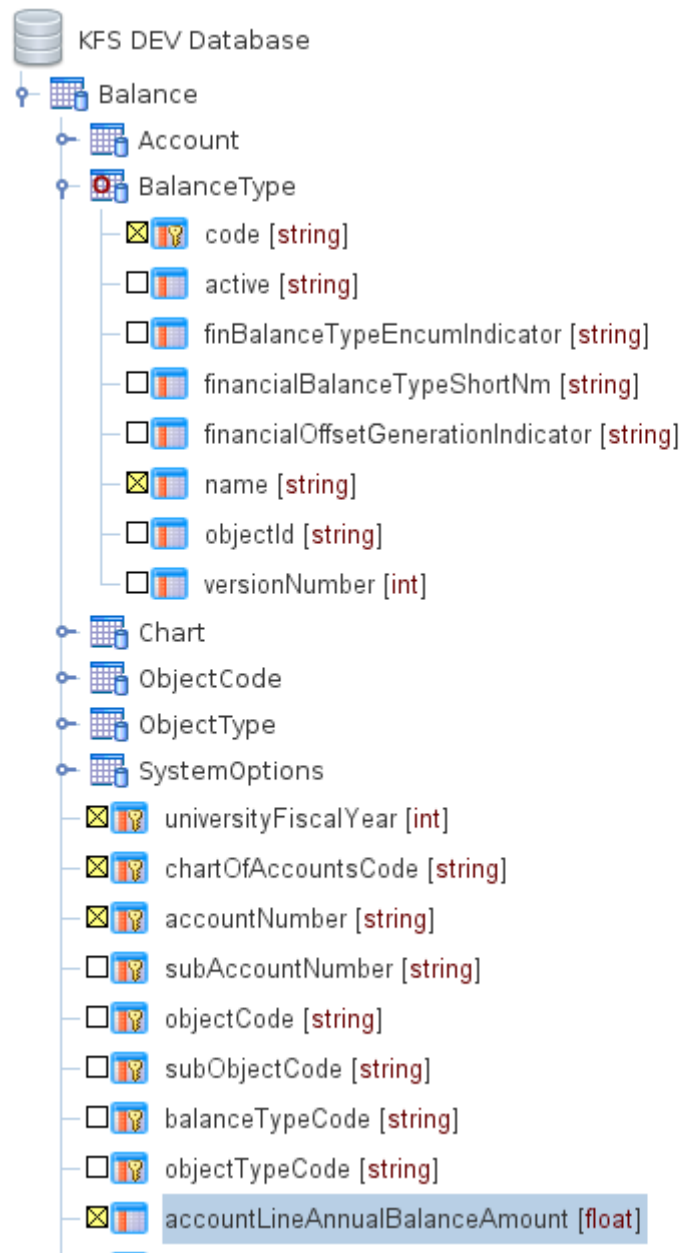 KFS DEV Database
Balance
Account
BalanceType
code [string]
active [string]
finBalanceTypeEncumIndicator [string]
financialBalanceTypeShortNm [string]
financialOffsetGenerationIndicator [string]
name [string]
objectId [string]
versionNumber [int]
Chart
ObjectCode
ObjectType
SystemOptions
universityFiscalYear [int]
chartOfAccountsCode [string]
accountNumber [string]
subAccountNumber [string]
objectCode [string]
subObjectCode [string]
balanceTypeCode [string]
objectTypeCode [string]
accountLineAnnualBalanceAmount [float]